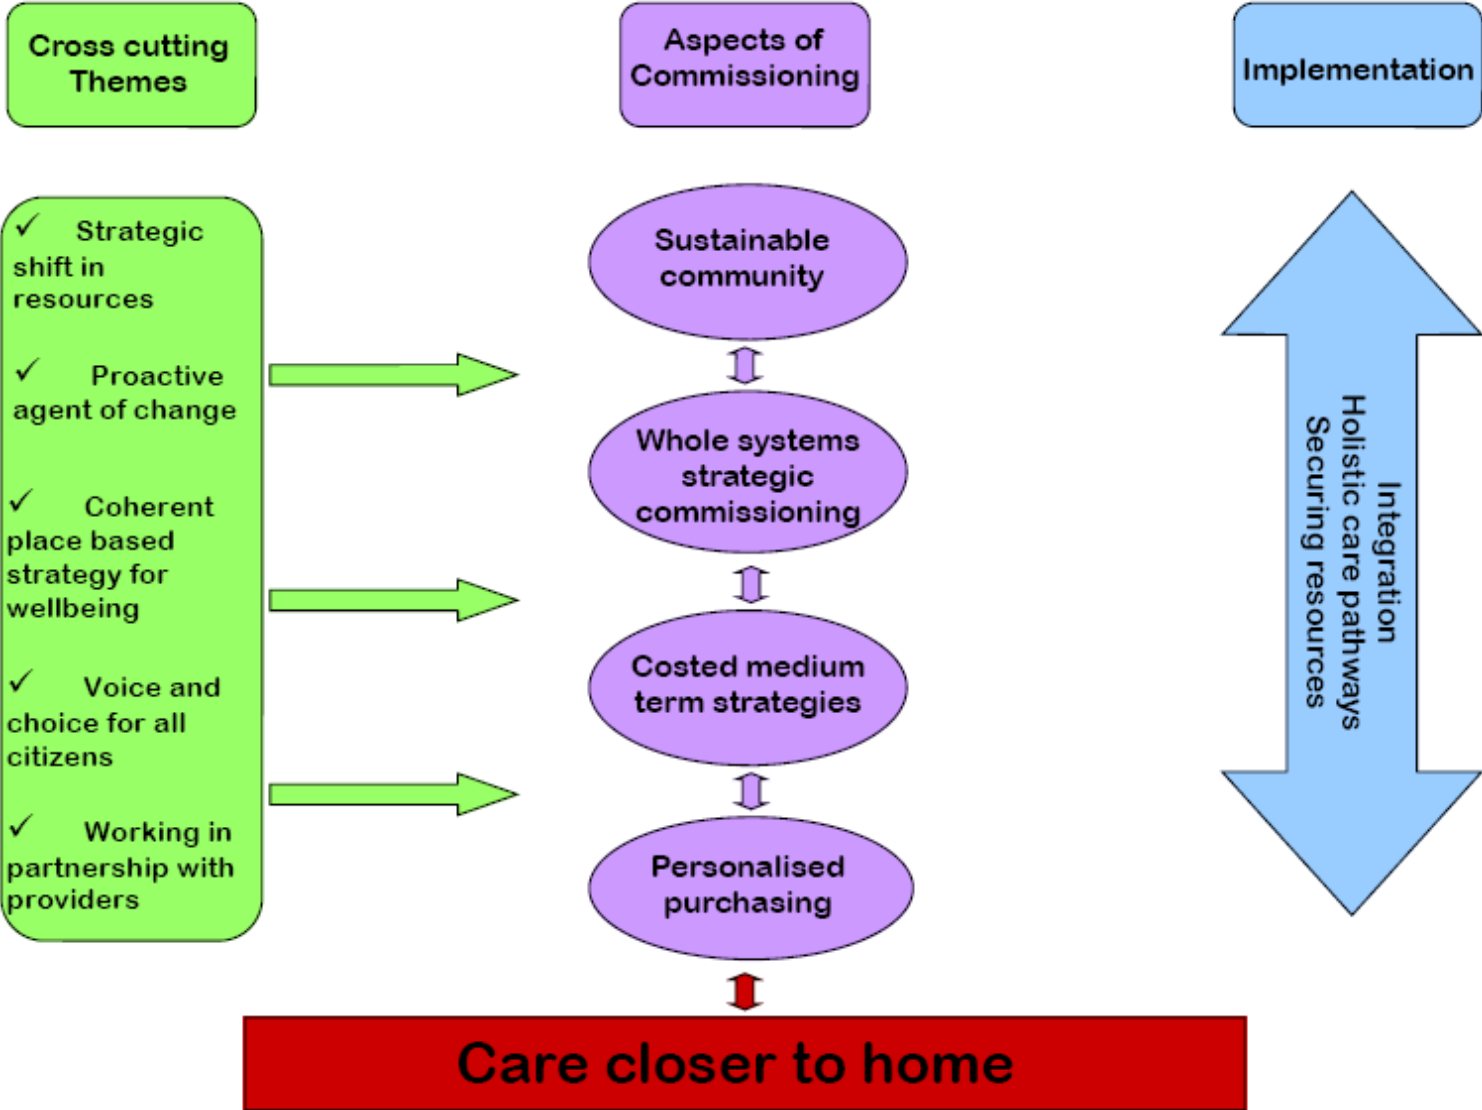 Cross cutting
Themes
Aspects of
Commissioning
Implementation
✓ Strategic
shift in
resources
✓ Proactive
agent of change
✓ Coherent
place based
strategy for
wellbeing
✓ Voice and
choice for all
citizens
✓ Working in
partnership with
providers
Sustainable
community
Whole systems
strategic
commissioning
Costed medium
term strategies
Personalised
purchasing
Integration
Holistic care pathways
Securing resources
Care closer to home